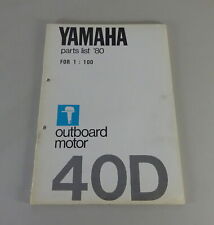 YAMAHA
parts list '80
FOR 1 : 100
outboard
motor
40D